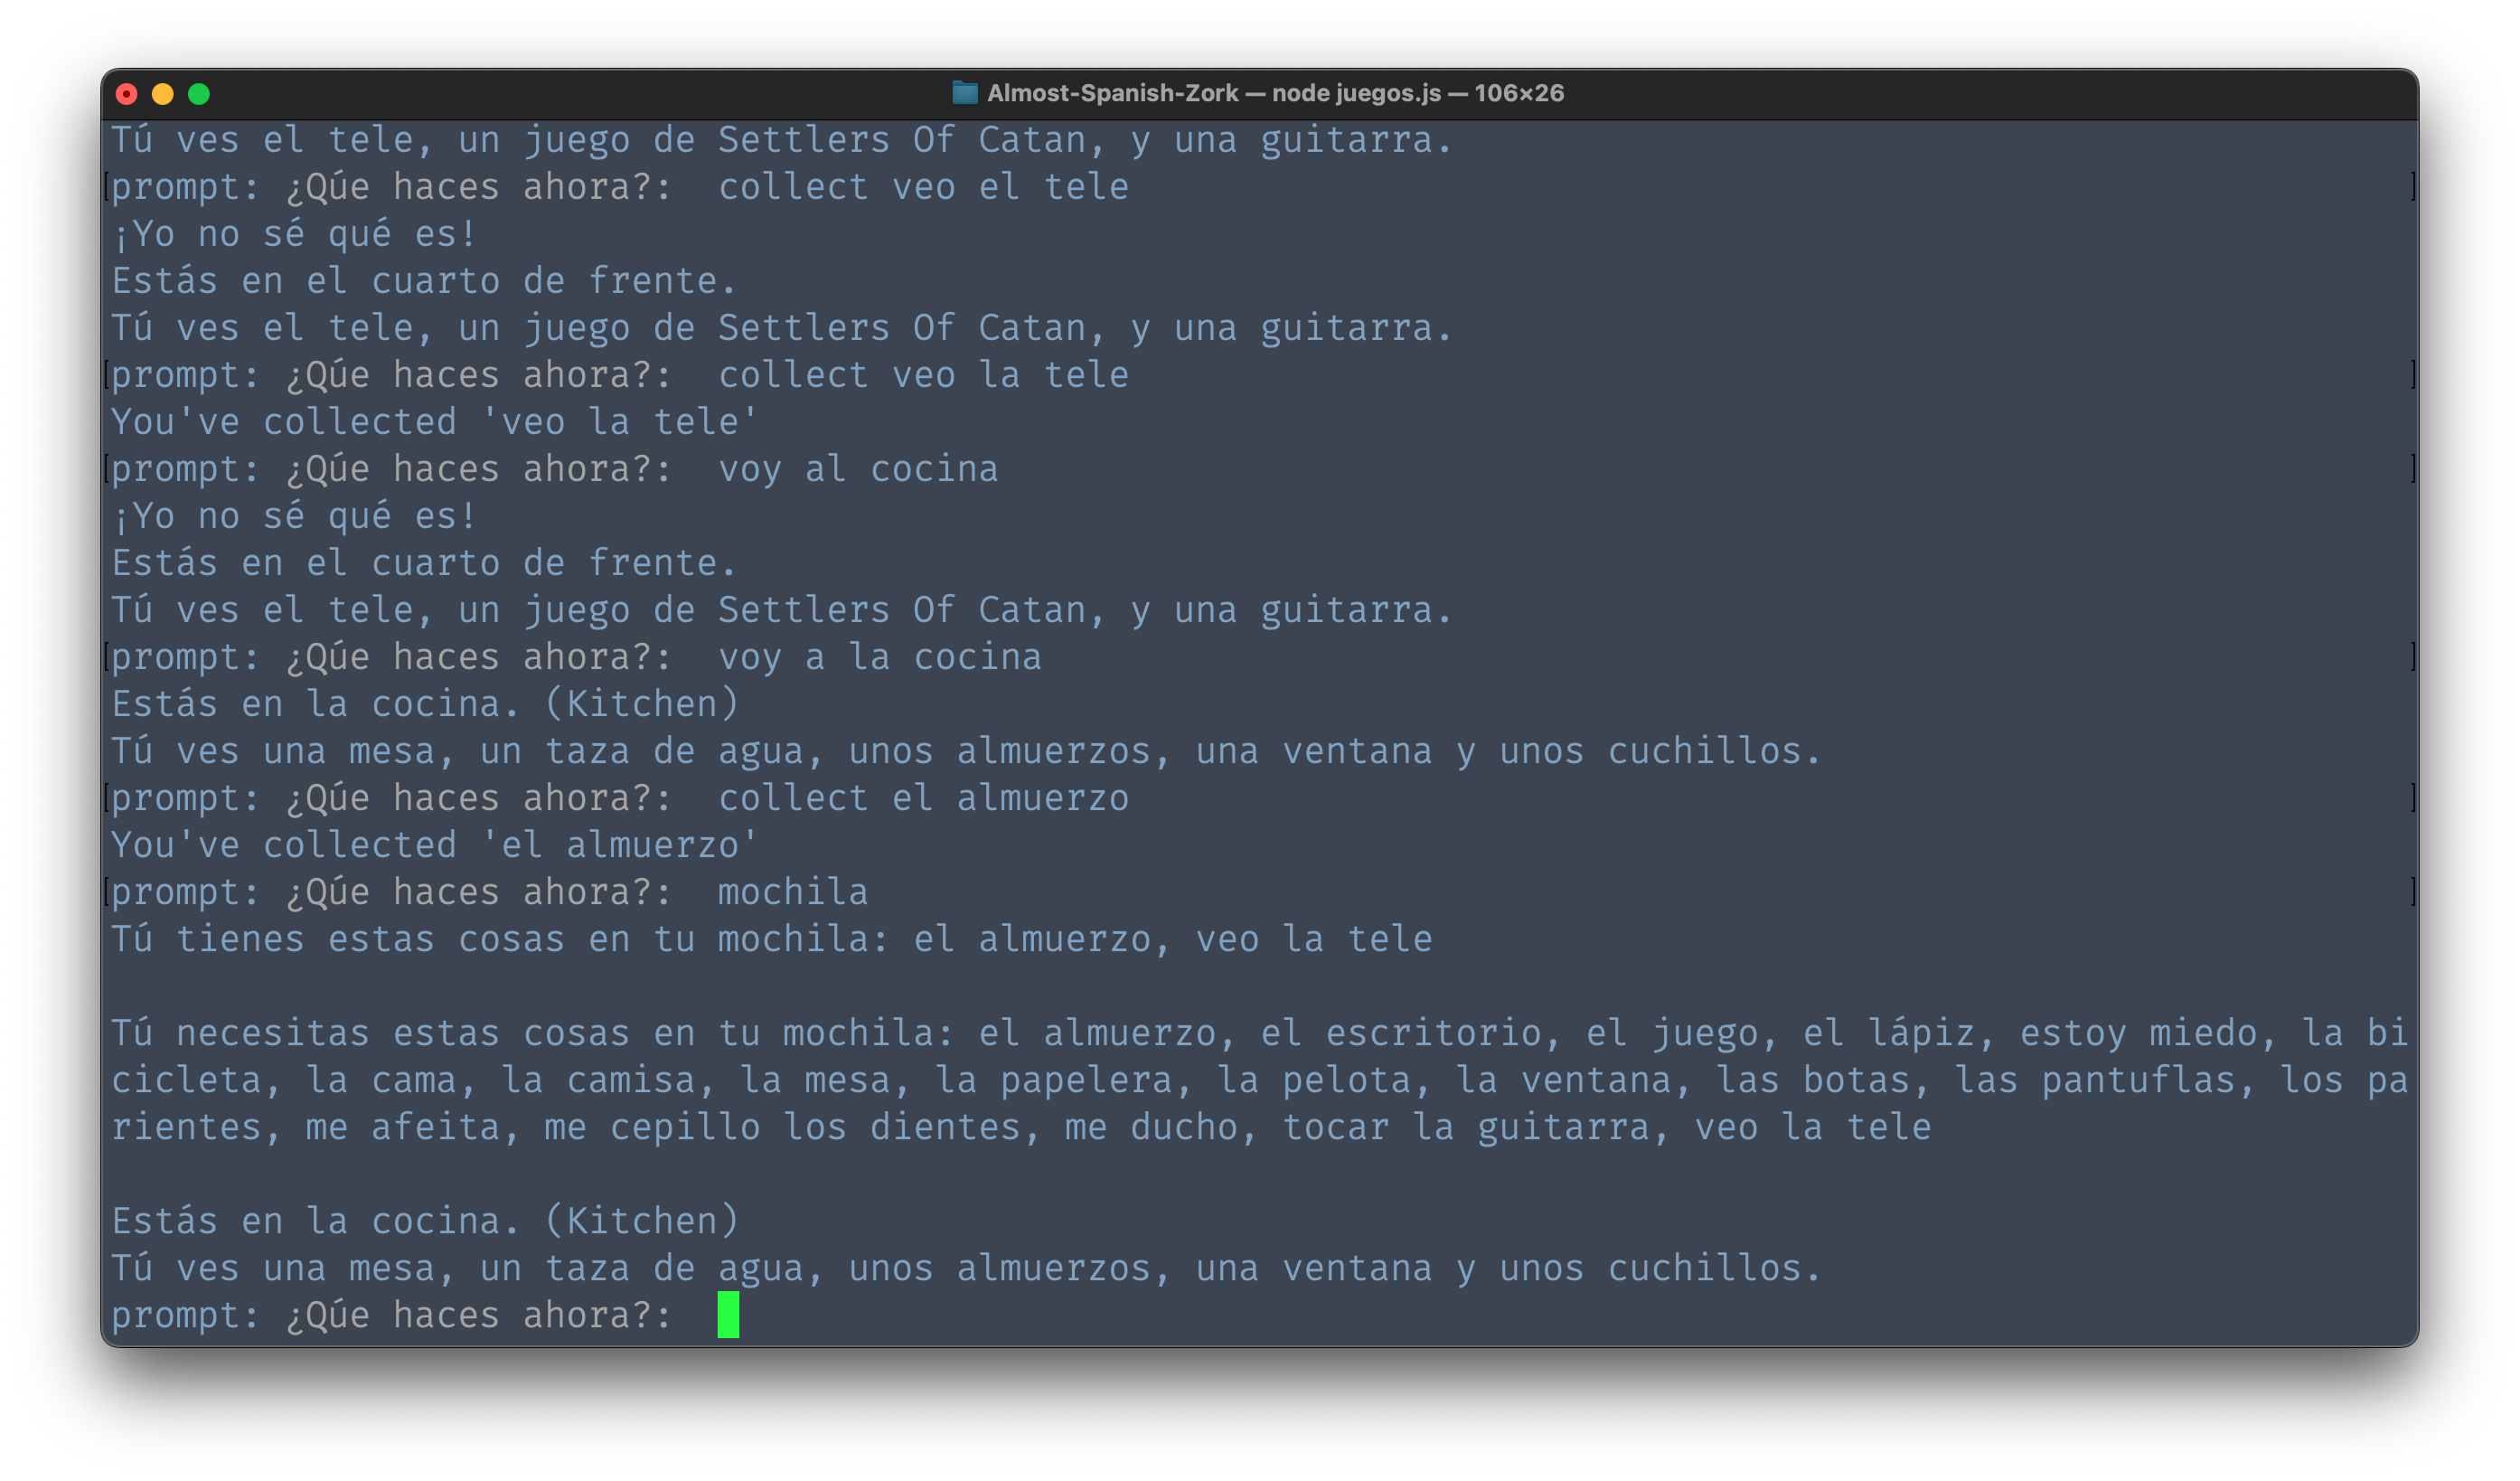 Almost-Spanish-Zork — node juegos.js — 106×26
Tú ves el tele, un juego de Settlers Of Catan, y una guitarra.
[prompt: ¿Qúe haces ahora?:  collect veo el tele]
¡Yo no sé qué es!
Estás en el cuarto de frente.
Tú ves el tele, un juego de Settlers Of Catan, y una guitarra.
[prompt: ¿Qúe haces ahora?:  collect veo la tele]
You've collected 'veo la tele'
[prompt: ¿Qúe haces ahora?:  voy al cocina]
¡Yo no sé qué es!
Estás en el cuarto de frente.
Tú ves el tele, un juego de Settlers Of Catan, y una guitarra.
[prompt: ¿Qúe haces ahora?:  voy a la cocina]
Estás en la cocina. (Kitchen)
Tú ves una mesa, un taza de agua, unos almuerzos, una ventana y unos cuchillos.
[prompt: ¿Qúe haces ahora?:  collect el almuerzo]
You've collected 'el almuerzo'
[prompt: ¿Qúe haces ahora?:  mochila]
Tú tienes estas cosas en tu mochila: el almuerzo, veo la tele
Tú necesitas estas cosas en tu mochila: el almuerzo, el escritorio, el juego, el lápiz, estoy miedo, la bi
cicleta, la cama, la camisa, la mesa, la papelera, la pelota, la ventana, las botas, las pantuflas, los pa
rientes, me afeita, me cepillo los dientes, me ducho, tocar la guitarra, veo la tele
Estás en la cocina. (Kitchen)
Tú ves una mesa, un taza de agua, unos almuerzos, una ventana y unos cuchillos.
prompt: ¿Qúe haces ahora?: